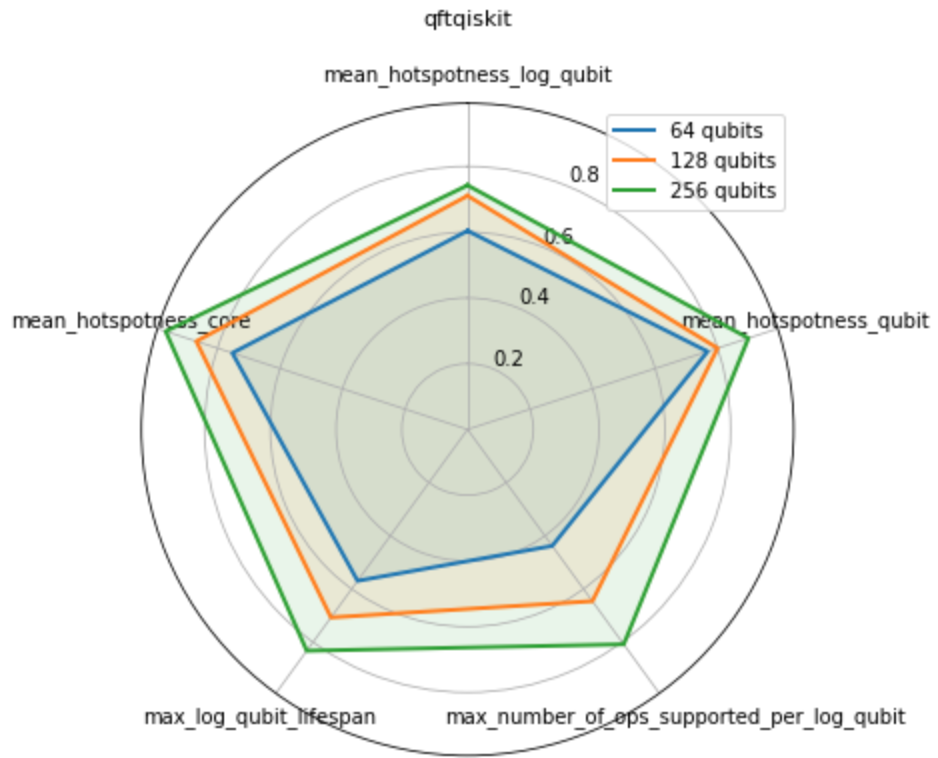 qftqiskit
mean_hotspotness_log_qubit
64 qubits
128 qubits
256 qubits
0.8
0.6
0.4
mean_hotspotness_core
mean_hotspotness_qubit
0.2
max_log_qubit_lifespan
max_number_of_ops_supported_per_log_qubit